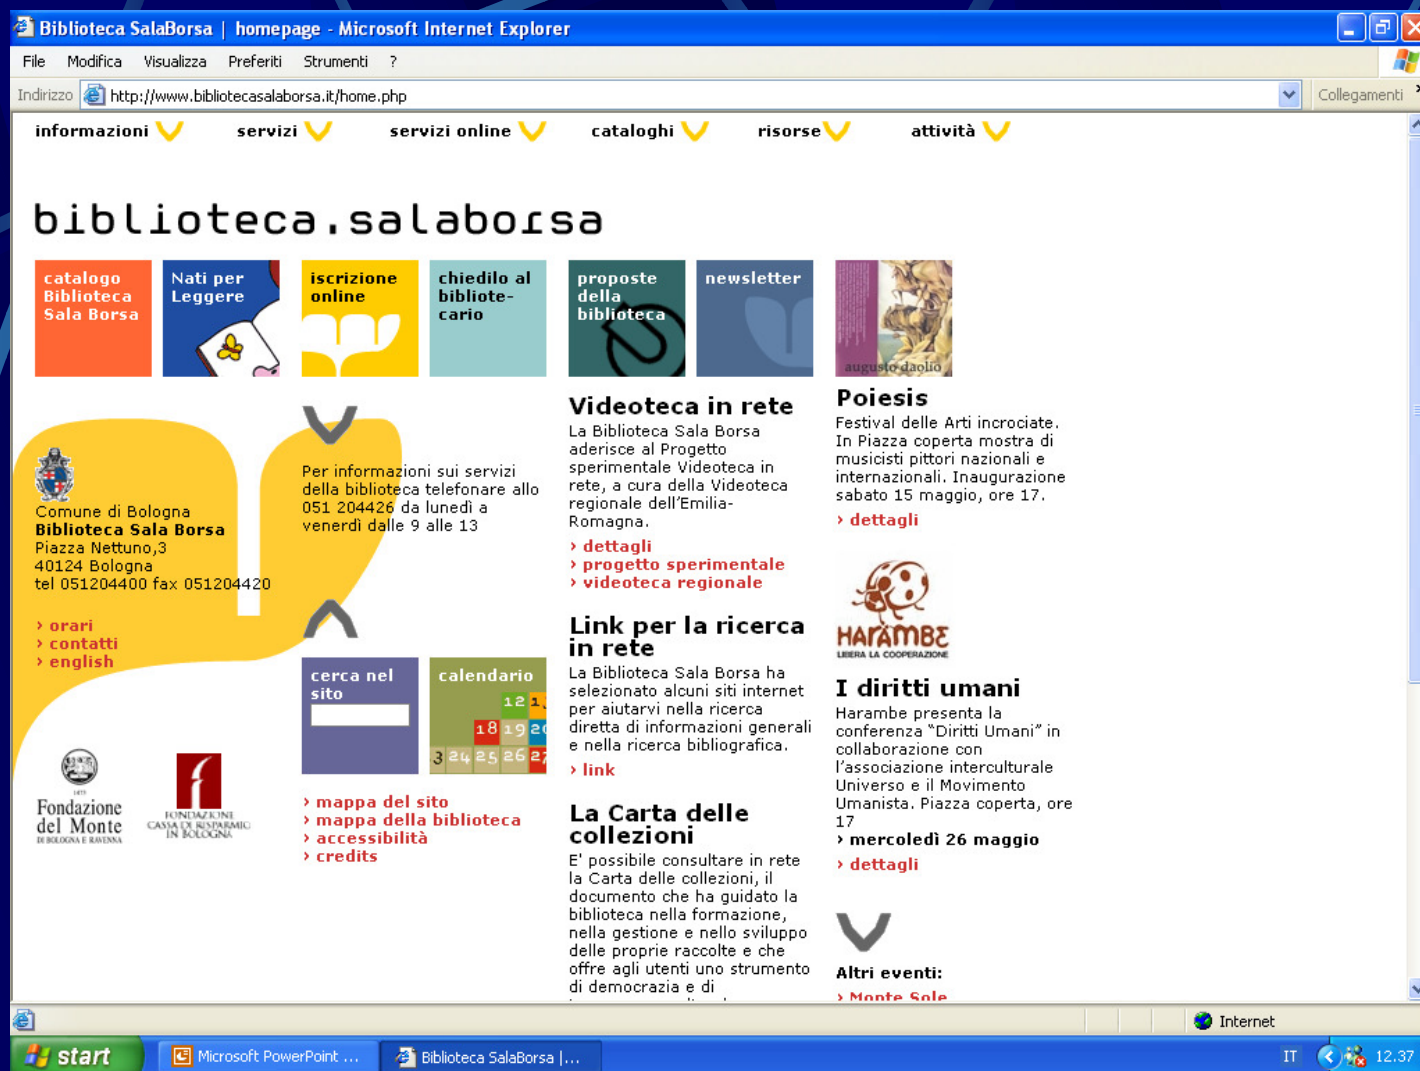 Biblioteca SalaBorsa | homepage - Microsoft Internet Explorer
File Modifica Visualizza Preferiti Strumenti ?
Indirizzo http://www.bibliotecasalaborsa.it/home.php Collegamenti
informazioni servizi servizi online cataloghi risorse attività
biblioteca.salaborsa
catalogo
Biblioteca
Sala Borsa
Nati per
Leggere
iscrizione
online
chiedilo al
bibliote-
cario
proposte
della
biblioteca
newsletter
augusto daolio
Comune di Bologna
Biblioteca Sala Borsa
Piazza Nettuno,3
40124 Bologna
tel 051204400 fax 051204420
› orari
› contatti
› english
Fondazione
del Monte
DI BOLOGNA E RAVENNA
FONDAZIONE
CASSA DI RISPARMIO
IN BOLOGNA
Per informazioni sui servizi
della biblioteca telefonare allo
051 204426 da lunedì a
venerdì dalle 9 alle 13
cerca nel
sito
calendario
12
18 19
3 24 25 26 27
› mappa del sito
› mappa della biblioteca
› accessibilità
› credits
Videoteca in rete
La Biblioteca Sala Borsa
aderisce al Progetto
sperimentale Videoteca in
rete, a cura della Videoteca
regionale dell'Emilia-
Romagna.
› dettagli
› progetto sperimentale
› videoteca regionale
Link per la ricerca
in rete
La Biblioteca Sala Borsa ha
selezionato alcuni siti internet
per aiutarvi nella ricerca
diretta di informazioni generali
e nella ricerca bibliografica.
› link
La Carta delle
collezioni
E' possibile consultare in rete
la Carta delle collezioni, il
documento che ha guidato la
biblioteca nella formazione,
nella gestione e nello sviluppo
delle proprie raccolte e che
offre agli utenti uno strumento
di democrazia e di
Poiesis
Festival delle Arti incrociate.
In Piazza coperta mostra di
musicisti pittori nazionali e
internazionali. Inaugurazione
sabato 15 maggio, ore 17.
› dettagli
HARAMBE
LIBERA LA COOPERAZIONE
I diritti umani
Harambe presenta la
conferenza "Diritti Umani" in
collaborazione con
l'associazione interculturale
Universo e il Movimento
Umanista. Piazza coperta, ore
17
› mercoledì 26 maggio
› dettagli
Altri eventi:
› Monte Sole
Internet
start Microsoft PowerPoint ... Biblioteca SalaBorsa |... IT 12.37